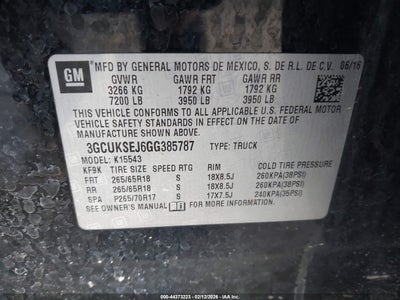 GM
MFD BY GENERAL MOTORS DE MEXICO, S. DE R.L. DE C.V. 06/16
GVWR GAWR FRT GAWR RR
3266 KG 1792 KG 1792 KG
7200 LB 3950 LB 3950 LB
THIS VEHICLE CONFORMS TO ALL APPLICABLE U.S. FEDERAL MOTOR
VEHICLE SAFETY AND THEFT PREVENTION STANDARDS IN EFFECT ON
THE DATE OF MANUFACTURE SHOWN ABOVE.
3GCUKSEJ6GG385787 TYPE: TRUCK
MODEL: K15543
KF9K TIRE SIZE SPEED RTG RIM COLD TIRE PRESSURE
FRT 265/65R18 S 18X8.5J 260KPA(38PSI)
RR 265/65R18 S 18X8.5J 260KPA(38PSI)
SPA P265/70R17 S 17X7.5J 240KPA(35PSI)
SEE OWNER MANUAL FOR ADDITIONAL INFORMATION
© IAA 44373223 - 02/12/2026 -